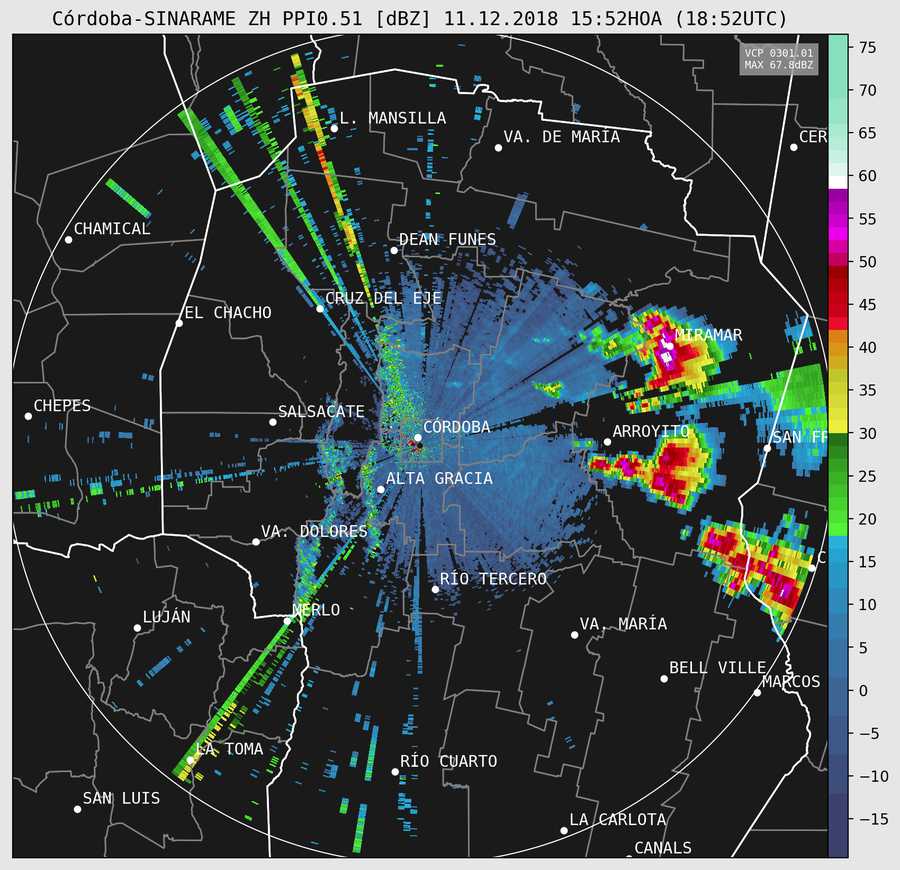 Córdoba-SINARAME ZH PPI0.51 [dBZ] 11.12.2018 15:52HOA (18:52UTC)
VCP 0301.01
MAX 67.8dBZ
L. MANSILLA
VA. DE MARÍA
CER
CHAMICAL
DEAN FUNES
CRUZ DEL EJE
EL CHACHO
MIRAMAR
CHEPES
SALSACATE
CÓRDOBA
ARROYITO
SAN FR
ALTA GRACIA
VA. DOLORES
C
RÍO TERCERO
MERLO
LUJÁN
VA. MARÍA
BELL VILLE
MARCOS
LA TOMA
RÍO CUARTO
SAN LUIS
LA CARLOTA
CANALS
75
70
65
60
55
50
45
40
35
30
25
20
15
10
5
0
−5
−10
−15